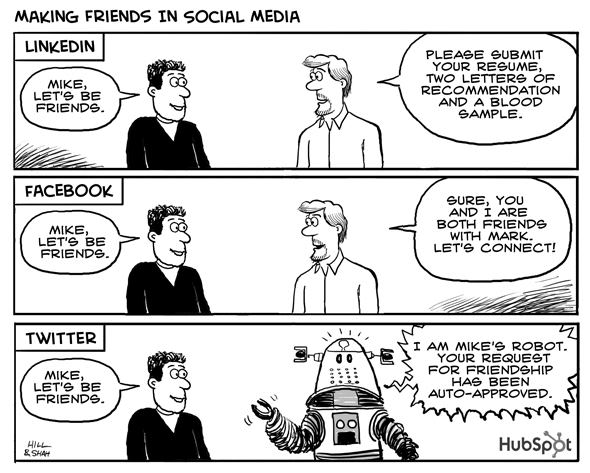 MAKING FRIENDS IN SOCIAL MEDIA
LINKEDIN
MIKE,
LET'S BE
FRIENDS.
PLEASE SUBMIT
YOUR RESUME,
TWO LETTERS OF
RECOMMENDATION
AND A BLOOD
SAMPLE.
FACEBOOK
MIKE,
LET'S BE
FRIENDS.
SURE, YOU
AND I ARE
BOTH FRIENDS
WITH MARK.
LET'S CONNECT!
TWITTER
MIKE,
LET'S BE
FRIENDS.
I AM MIKE'S ROBOT.
YOUR REQUEST
FOR FRIENDSHIP
HAS BEEN
AUTO-APPROVED.
HILL
& SHAH
HubSpot